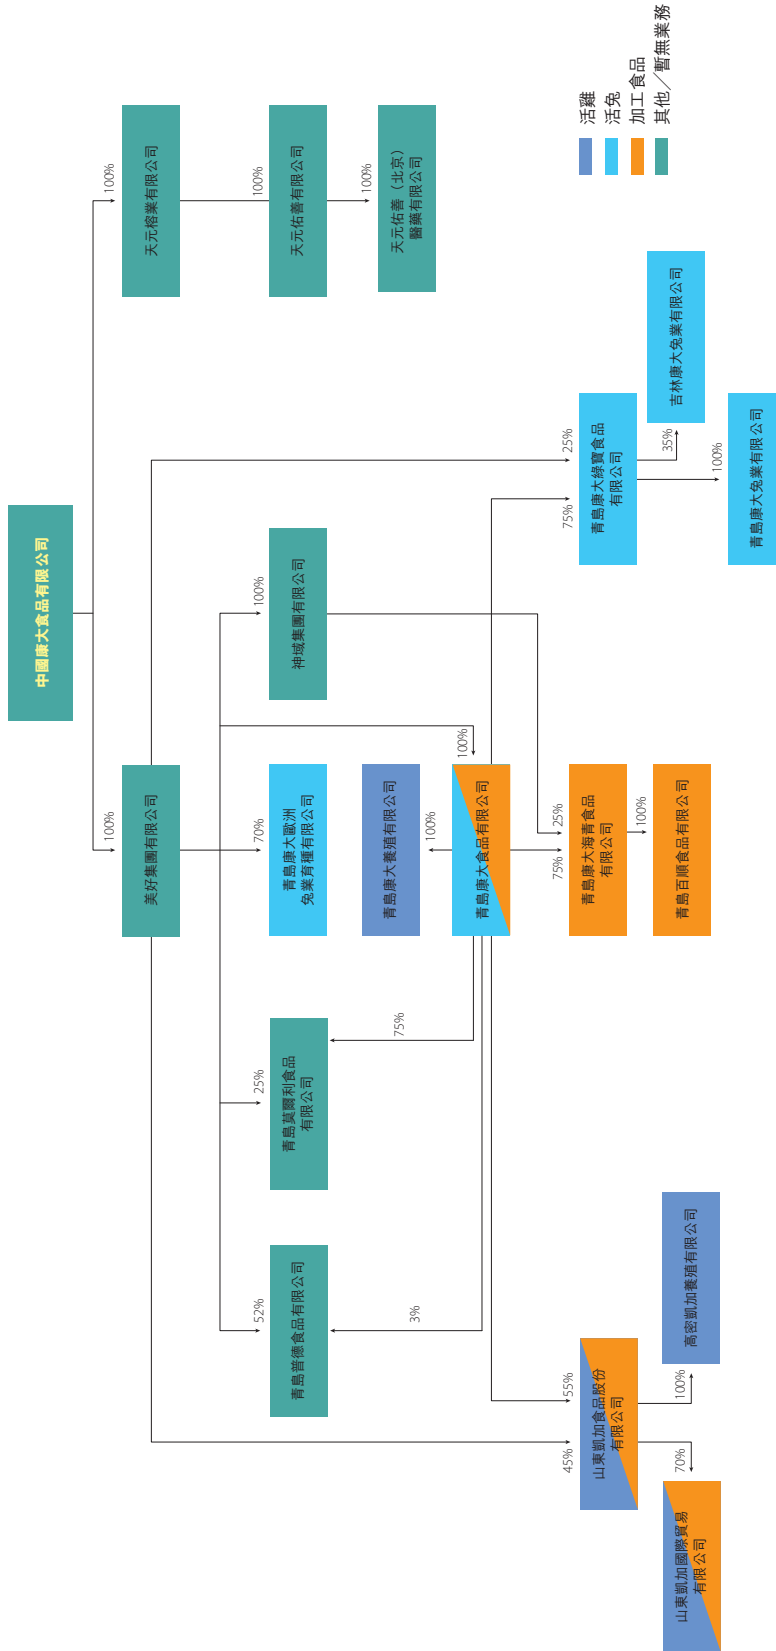 中國康大食品有限公司
100%
100%
美好集團有限公司
天元榕業有限公司
52%
25%
70%
100%
100%
青島普德食品有限公司
青島莫爾利食品
有限公司
青島康大歐洲
兔業育種有限公司
神域集團有限公司
天元佑善有限公司
100%
天元佑善（北京）
醫藥有限公司
青島康大養殖有限公司
3%
75%
100%
100%
青島康大食品有限公司
45%
55%
75%
25%
75%
25%
山東凱加食品股份
有限公司
青島康大海青食品
有限公司
青島康大綠寶食品
有限公司
70%
100%
100%
35%
山東凱加國際貿易
有限公司
高密凱加養殖有限公司
青島百順食品有限公司
吉林康大兔業有限公司
100%
青島康大兔業有限公司
活雞
活兔
加工食品
其他／暫無業務